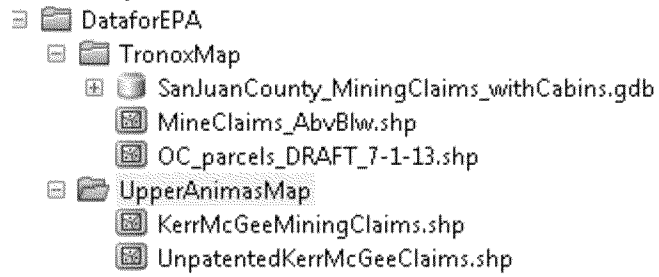 DataforEPA
TronoxMap
SanJuanCounty_MiningClaims_withCabins.gdb
MineClaims_AbvBlw.shp
OC_parcels_DRAFT_7-1-13.shp
UpperAnimasMap
KerrMcGeeMiningClaims.shp
UnpatentedKerrMcGeeClaims.shp